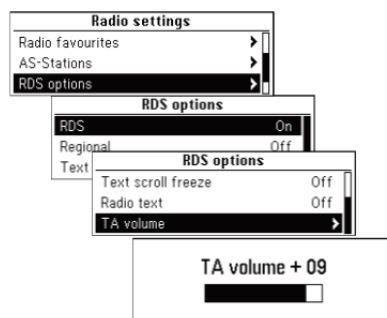 Radio settings
Radio favourites
AS-Stations
RDS options
RDS options
RDS On
Regional Off
Text
RDS options
Text scroll freeze Off
Radio text Off
TA volume
TA volume + 09